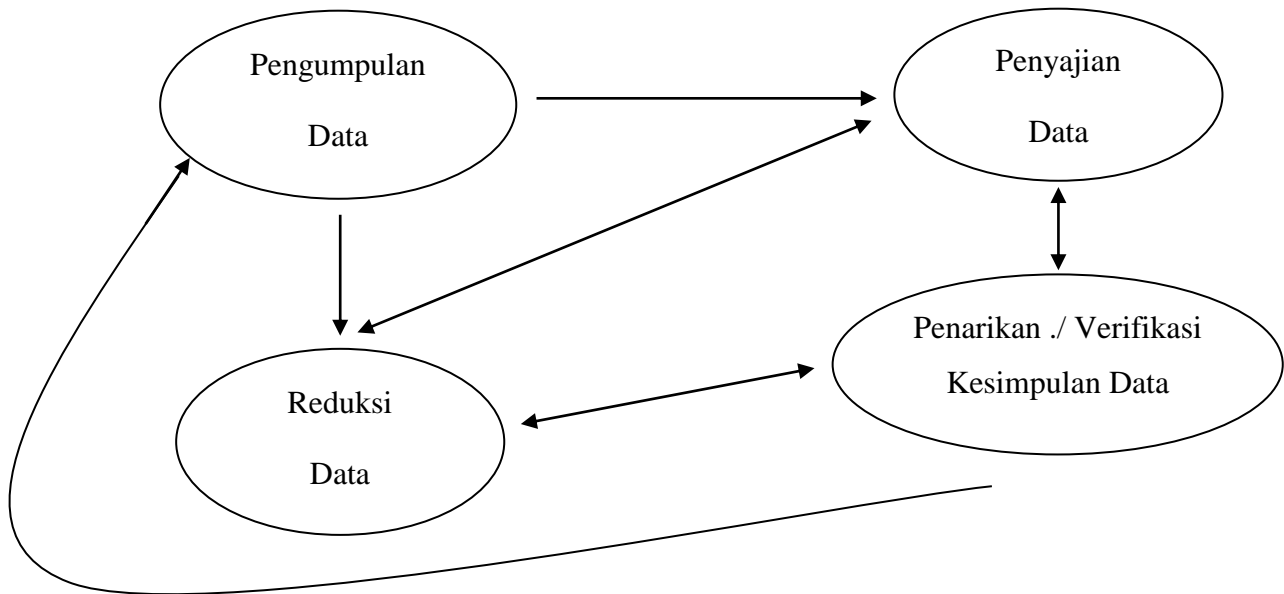 Pengumpulan
Data
Penyajian
Data
Penarikan ./ Verifikasi
Kesimpulan Data
Reduksi
Data